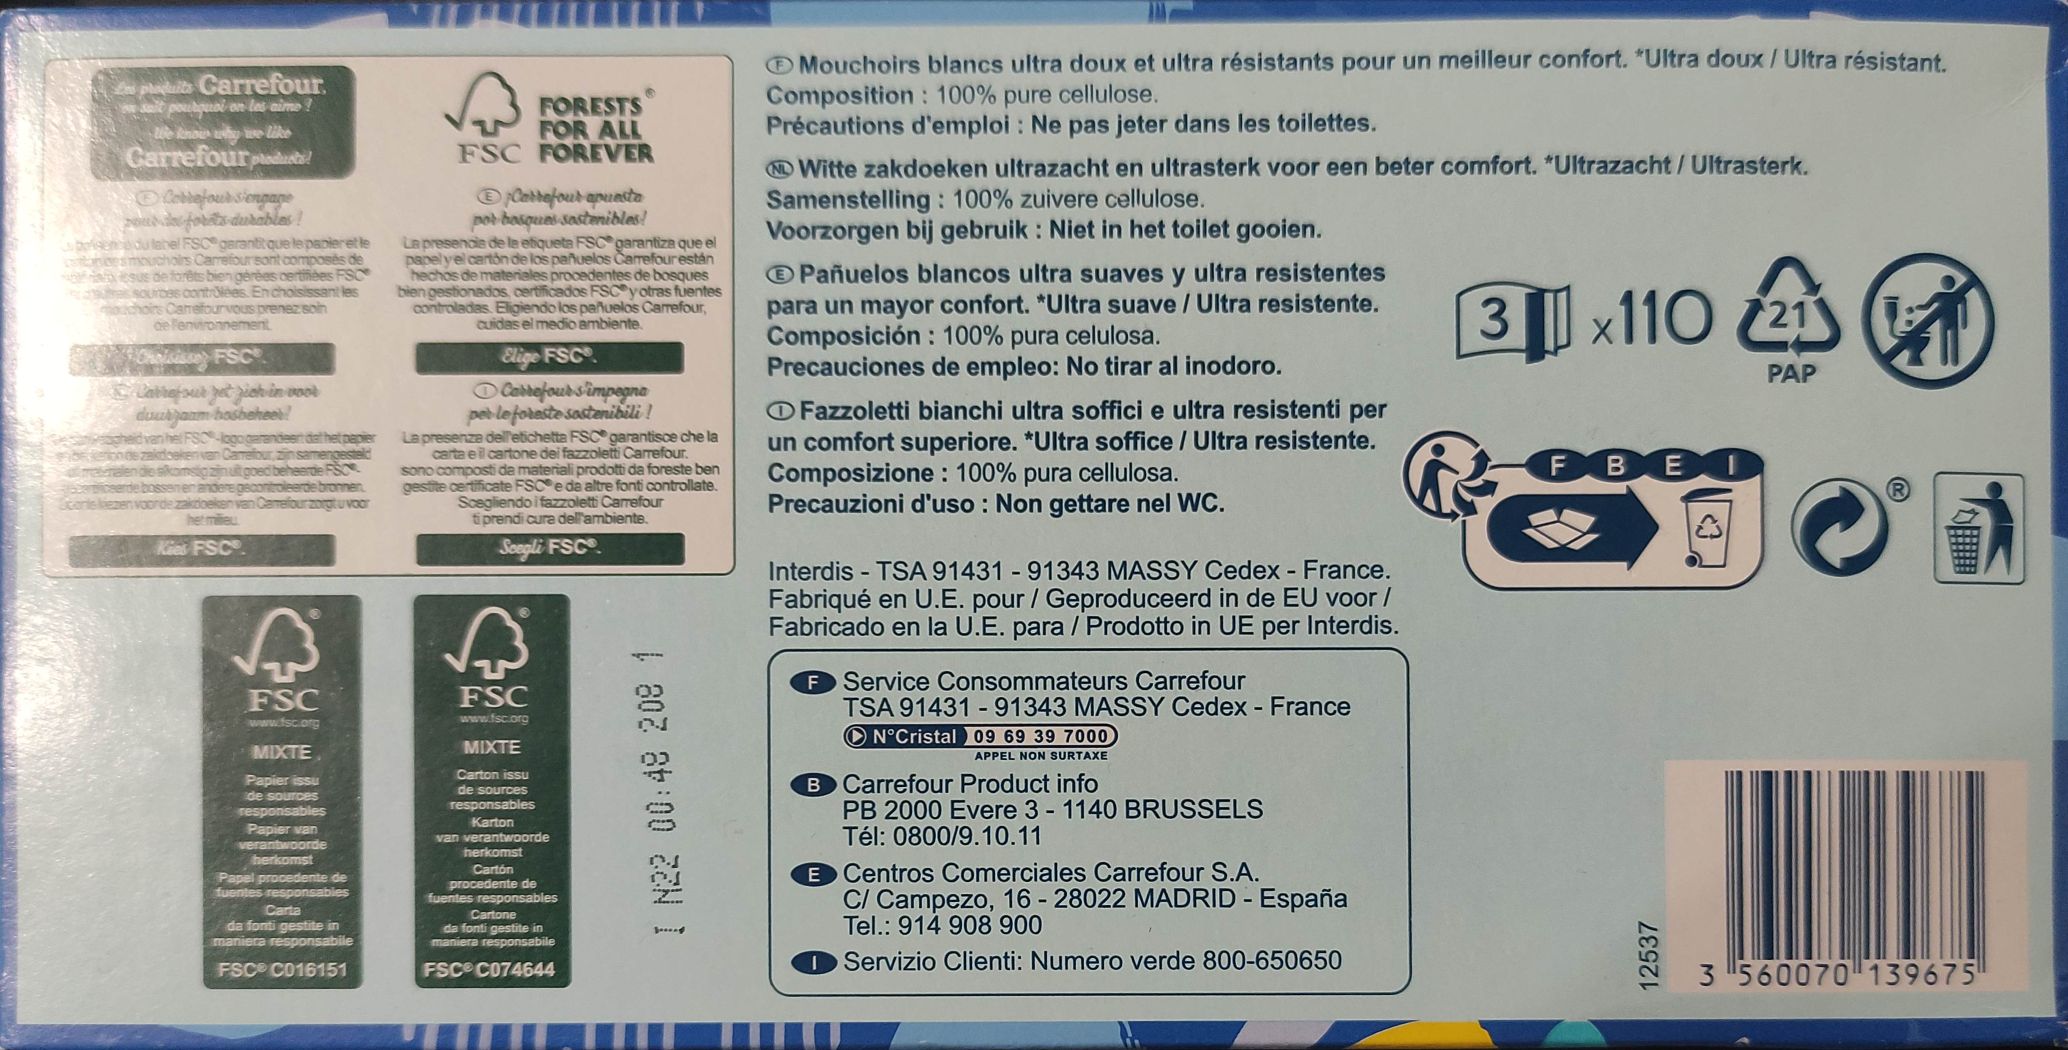 Les produits Carrefour,
on sait pourquoi on les aime !
We know why we like
Carrefour products!
FSC
FORESTS®
FOR ALL
FOREVER
F Carrefour s'engage
pour des forêts durables !
du label FSC® garantit que le papier et le
mouchoirs Carrefour sont composés de
issus de forêts bien gérées certifiées FSC®
sources contrôlées. En choisissant les
mouchoirs Carrefour vous prenez soin
de l'environnement.
Choisissez FSC®.
E ¡Carrefour apuesta
por bosques sostenibles!
La presencia de la etiqueta FSC® garantiza que el
papel y el cartón de los pañuelos Carrefour están
hechos de materiales procedentes de bosques
bien gestionados, certificados FSC® y otras fuentes
controladas. Eligiendo los pañuelos Carrefour,
cuidas el medio ambiente.
Elige FSC®.
Carrefour zet zich in voor
duurzaam bosbeheer!
van het FSC®-logo garandeert dat het papier
de zakdoeken van Carrefour, zijn samengesteld
materialen die afkomstig zijn uit goed beheerde FSC®-
gecertificeerde bossen en andere gecontroleerde bronnen.
Door te kiezen voor de zakdoeken van Carrefour zorgt u voor
het milieu.
Kies FSC®.
I Carrefour s'impegna
per le foreste sostenibili !
La presenza dell'etichetta FSC® garantisce che la
carta e il cartone dei fazzoletti Carrefour.
sono composti da materiali prodotti da foreste ben
gestite certificate FSC® e da altre fonti controllate.
Scegliendo i fazzoletti Carrefour
ti prendi cura dell'ambiente.
Scegli FSC®.
®
FSC
www.fsc.org
MIXTE
Papier issu
de sources
responsables
Papier van
verantwoorde
herkomst
Papel procedente de
fuentes responsables
Carta
da fonti gestite in
maniera responsabile
FSC® C016151
®
FSC
www.fsc.org
MIXTE
Carton issu
de sources
responsables
Karton
van verantwoorde
herkomst
Cartón
procedente de
fuentes responsables
Cartone
da fonti gestite in
maniera responsabile
FSC® C074644
1 N22 00:48 208 1
F Mouchoirs blancs ultra doux et ultra résistants pour un meilleur confort. *Ultra doux / Ultra résistant.
Composition : 100% pure cellulose.
Précautions d'emploi : Ne pas jeter dans les toilettes.
NL Witte zakdoeken ultrazacht en ultrasterk voor een beter comfort. *Ultrazacht / Ultrasterk.
Samenstelling : 100% zuivere cellulose.
Voorzorgen bij gebruik : Niet in het toilet gooien.
E Pañuelos blancos ultra suaves y ultra resistentes
para un mayor confort. *Ultra suave / Ultra resistente.
Composición : 100% pura celulosa.
Precauciones de empleo: No tirar al inodoro.
I Fazzoletti bianchi ultra soffici e ultra resistenti per
un comfort superiore. *Ultra soffice / Ultra resistente.
Composizione : 100% pura cellulosa.
Precauzioni d'uso : Non gettare nel WC.
3 x110
21
PAP
F B E I
®
Interdis - TSA 91431 - 91343 MASSY Cedex - France.
Fabriqué en U.E. pour / Geproduceerd in de EU voor /
Fabricado en la U.E. para / Prodotto in UE per Interdis.
F Service Consommateurs Carrefour
TSA 91431 - 91343 MASSY Cedex - France
N°Cristal 09 69 39 7000
APPEL NON SURTAXE
B Carrefour Product info
PB 2000 Evere 3 - 1140 BRUSSELS
Tél: 0800/9.10.11
E Centros Comerciales Carrefour S.A.
C/ Campezo, 16 - 28022 MADRID - España
Tel.: 914 908 900
I Servizio Clienti: Numero verde 800-650650
12537
3 560070 139675